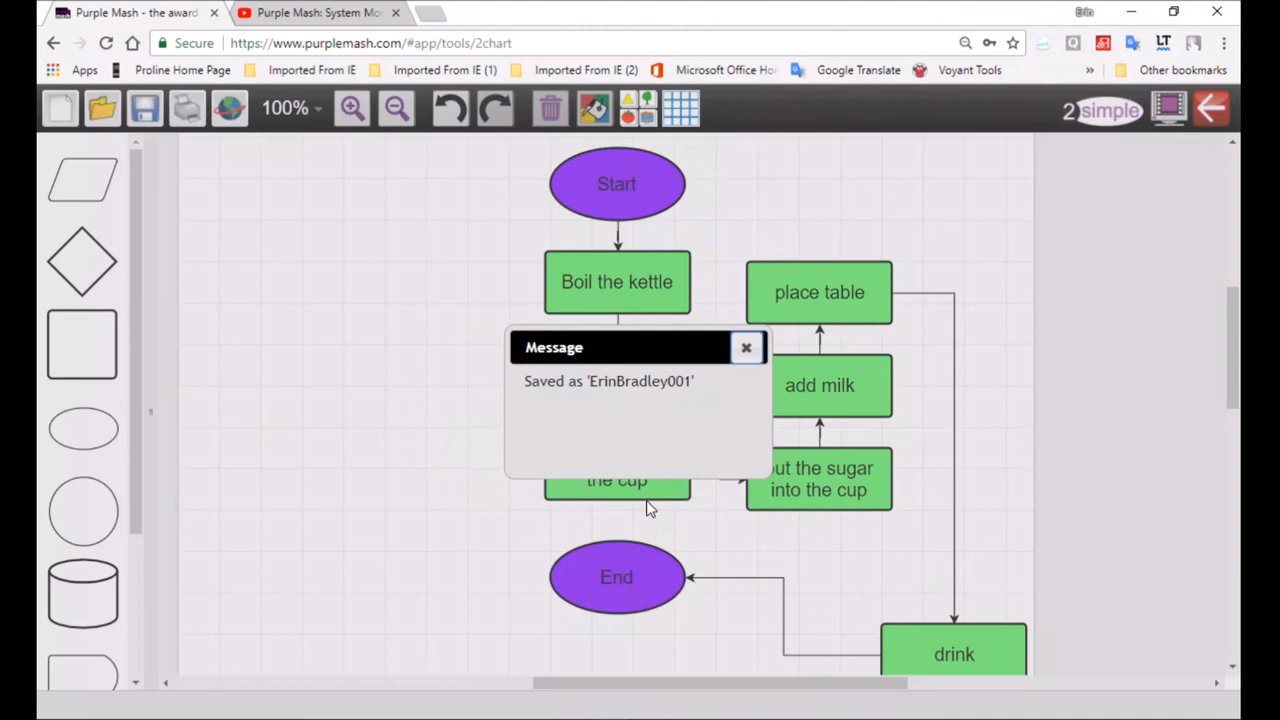 Purple Mash - the award
Purple Mash: System Mo
Erin
Secure
https://www.purplemash.com/#app/tools/2chart
Apps
Proline Home Page
Imported From IE
Imported From IE (1)
Imported From IE (2)
Microsoft Office Hor
Google Translate
LT
Voyant Tools
»
Other bookmarks
100%
2simple
Start
Boil the kettle
place table
Message
Saved as 'ErinBradley001'
add milk
the cup
out the sugar
into the cup
End
drink